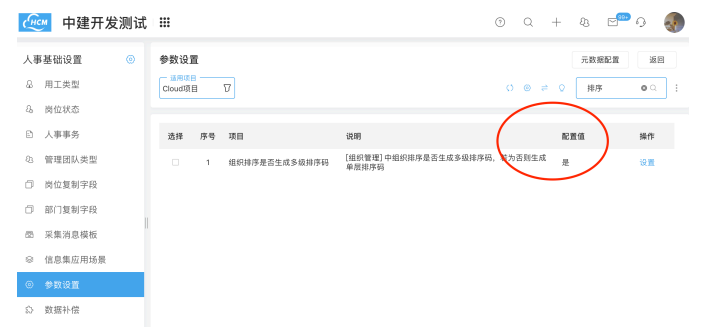 HCM 中建开发测试
99+
人事基础设置
用工类型
岗位状态
人事事务
管理团队类型
岗位复制字段
部门复制字段
采集消息模板
信息集应用场景
参数设置
数据补偿
参数设置
元数据配置 返回
适用项目
Cloud项目
排序
选择 序号 项目 说明 配置值 操作
1 组织排序是否生成多级排序码 [组织管理]中组织排序是否生成多级排序码，若为否则生成
单层排序码 是 设置